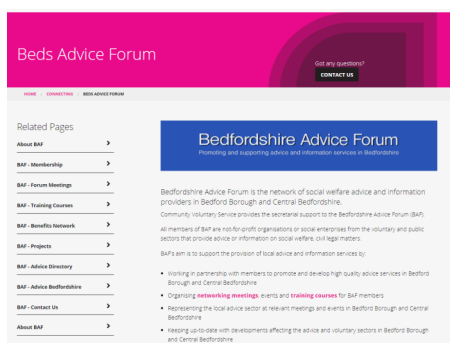 Beds Advice Forum
Got any questions?
CONTACT US
HOME / CONNECTING / BEDS ADVICE FORUM
Related Pages
About BAF
BAF - Membership
BAF - Forum Meetings
BAF - Training Courses
BAF - Benefits Network
BAF - Projects
BAF - Advice Directory
BAF - Advice Bedfordshire
BAF - Contact Us
About BAF
Bedfordshire Advice Forum
Promoting and supporting advice and information services in Bedfordshire
Bedfordshire Advice Forum is the network of social welfare advice and information
providers in Bedford Borough and Central Bedfordshire.
Community Voluntary Service provides the secretarial support to the Bedfordshire Advice Forum (BAF)
All members of BAF are not-for-profit organisations or social enterprises from the voluntary and public
sectors that provide advice or information on social welfare, civil legal matters.
BAF's aim is to support the provision of local advice and information services by:
• Working in partnership with members to promote and develop high quality advice services in Bedford
Borough and Central Bedfordshire
• Organising networking meetings, events and training courses for BAF members
• Representing the local advice sector at relevant meetings and events in Bedford Borough and Central
Bedfordshire
• Keeping up-to-date with developments affecting the advice and voluntary sectors in Bedford Borough
and Central Bedfordshire